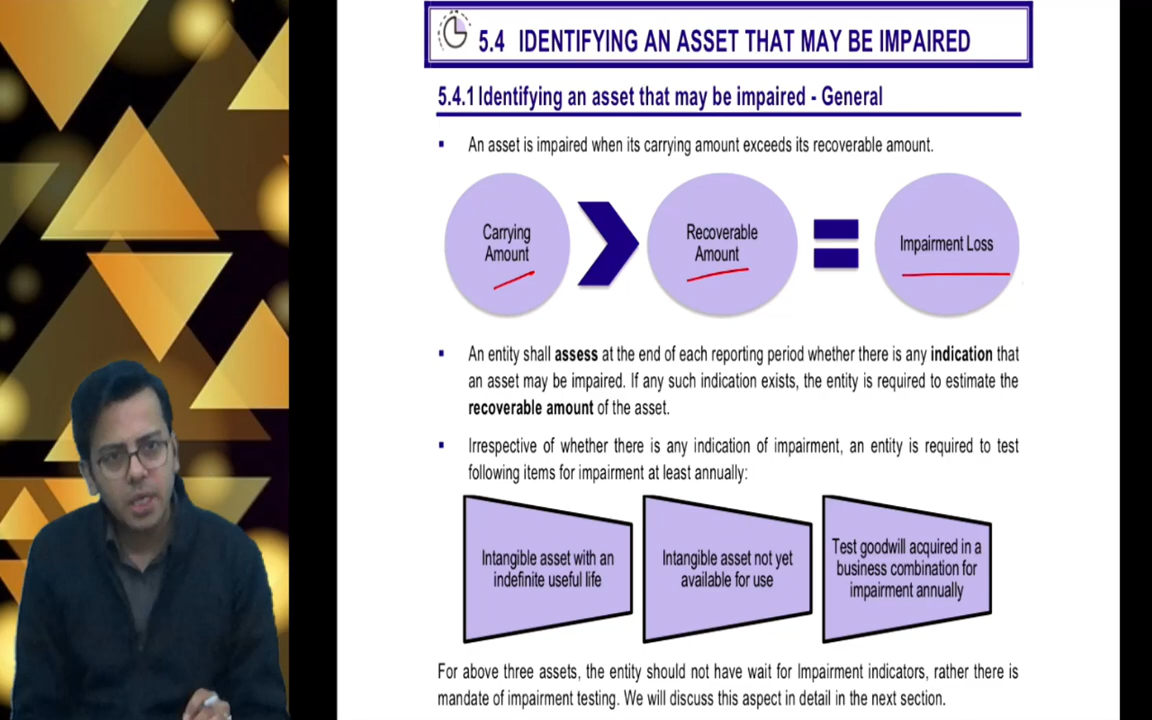 5.4 IDENTIFYING AN ASSET THAT MAY BE IMPAIRED
5.4.1 Identifying an asset that may be impaired - General
▪ An asset is impaired when its carrying amount exceeds its recoverable amount.
Carrying
Amount
Recoverable
Amount
Impairment Loss
▪ An entity shall assess at the end of each reporting period whether there is any indication that
an asset may be impaired. If any such indication exists, the entity is required to estimate the
recoverable amount of the asset.
▪ Irrespective of whether there is any indication of impairment, an entity is required to test
following items for impairment at least annually:
Intangible asset with an
indefinite useful life
Intangible asset not yet
available for use
Test goodwill acquired in a
business combination for
impairment annually
For above three assets, the entity should not have wait for Impairment indicators, rather there is
mandate of impairment testing. We will discuss this aspect in detail in the next section.